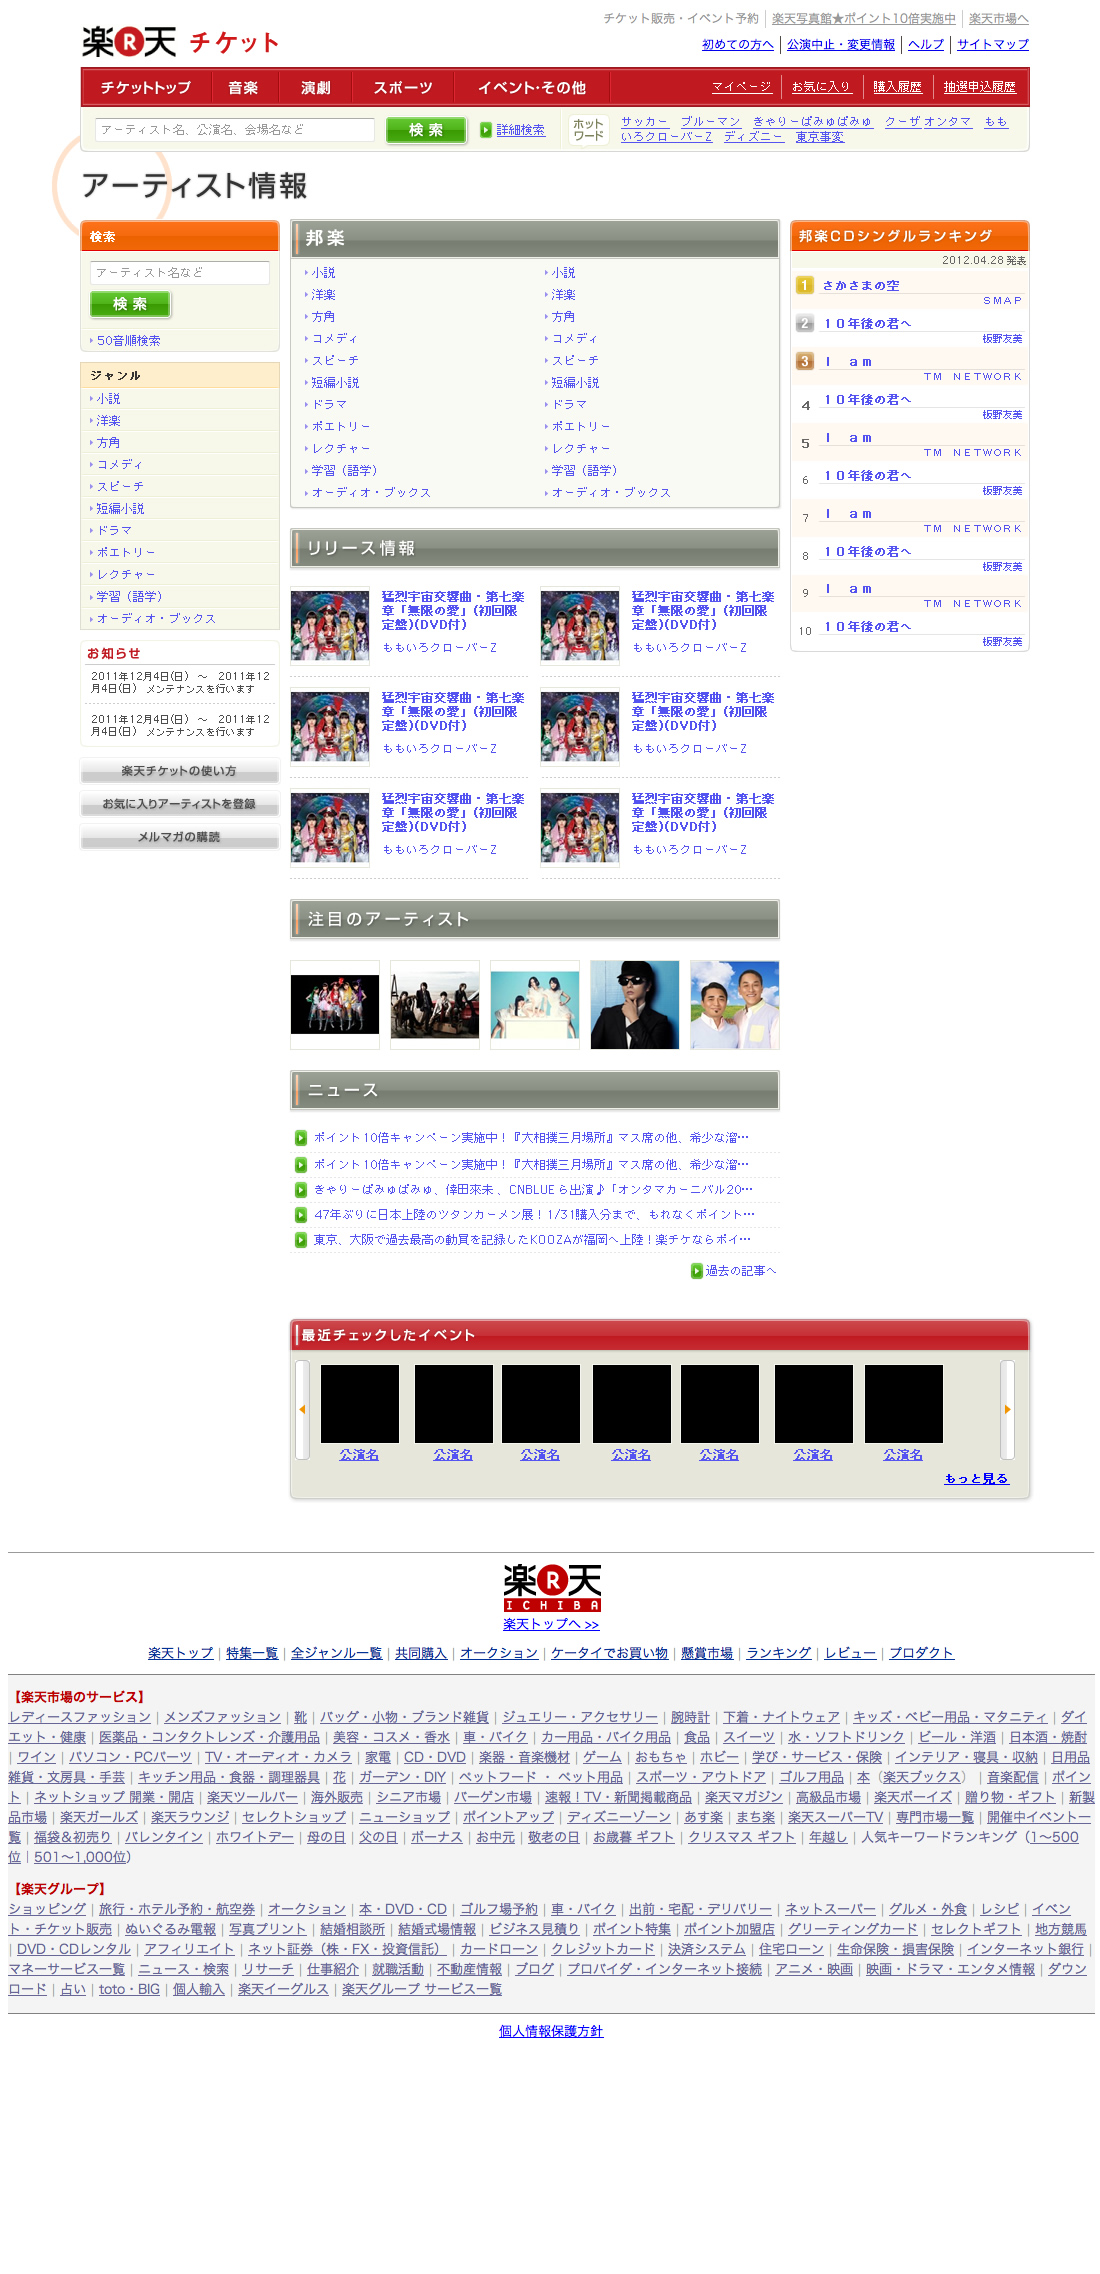 チケット販売・イベント予約 楽天写真館★ポイント10倍実施中 楽天市場へ
楽天 チケット
初めての方へ 公演中止・変更情報 ヘルプ サイトマップ
チケットトップ 音楽 演劇 スポーツ イベント・その他 マイページ お気に入り 購入履歴 抽選申込履歴
アーティスト名、公演名、会場名など 検索 詳細検索 ホットワード サッカー ブルーマン きゃりーぱみゅぱみゅ クーザ オンタマ もも
いろクローバーZ ディズニー 東京事変
アーティスト情報
検索
アーティスト名など
検索
50音順検索
ジャンル
小説
洋楽
方角
コメディ
スピーチ
短編小説
ドラマ
ポエトリー
レクチャー
学習（語学）
オーディオ・ブックス
お知らせ
2011年12月4日(日） ～ 2011年12
月4日(日） メンテナンスを行います
2011年12月4日(日） ～ 2011年12
月4日(日） メンテナンスを行います
楽天チケットの使い方
お気に入りアーティストを登録
メルマガの購読
邦楽
小説 小説
洋楽 洋楽
方角 方角
コメディ コメディ
スピーチ スピーチ
短編小説 短編小説
ドラマ ドラマ
ポエトリー ポエトリー
レクチャー レクチャー
学習（語学） 学習（語学）
オーディオ・ブックス オーディオ・ブックス
リリース情報
猛烈宇宙交響曲・第七楽 猛烈宇宙交響曲・第七楽
章「無限の愛」(初回限 章「無限の愛」(初回限
定盤)(DVD付） 定盤)(DVD付）
ももいろクローバーZ ももいろクローバーZ
猛烈宇宙交響曲・第七楽 猛烈宇宙交響曲・第七楽
章「無限の愛」(初回限 章「無限の愛」(初回限
定盤)(DVD付） 定盤)(DVD付）
ももいろクローバーZ ももいろクローバーZ
猛烈宇宙交響曲・第七楽 猛烈宇宙交響曲・第七楽
章「無限の愛」(初回限 章「無限の愛」(初回限
定盤)(DVD付） 定盤)(DVD付）
ももいろクローバーZ ももいろクローバーZ
注目のアーティスト
ニュース
ポイント10倍キャンペーン実施中！『大相撲三月場所』マス席の他、希少な溜…
ポイント10倍キャンペーン実施中！『大相撲三月場所』マス席の他、希少な溜…
きゃりーぱみゅぱみゅ、倖田來未 、CNBLUE ら出演♪「オンタマカーニバル20…
47年ぶりに日本上陸のツタンカーメン展！1/31購入分まで、もれなくポイント…
東京、大阪で過去最高の動員を記録したKOOZAが福岡へ上陸！楽チケならポイ…
過去の記事へ
邦楽CDシングルランキング
2012.04.28 発表
1 さかさまの空
SMAP
2 １０年後の君へ
板野友美
3 Ｉ ａｍ
ＴＭ ＮＥＴＷＯＲＫ
4 １０年後の君へ
板野友美
5 Ｉ ａｍ
ＴＭ ＮＥＴＷＯＲＫ
6 １０年後の君へ
板野友美
7 Ｉ ａｍ
ＴＭ ＮＥＴＷＯＲＫ
8 １０年後の君へ
板野友美
9 Ｉ ａｍ
ＴＭ ＮＥＴＷＯＲＫ
10 １０年後の君へ
板野友美
最近チェックしたイベント
公演名 公演名 公演名 公演名 公演名 公演名 公演名
もっと見る
楽R天
ICHIBA
楽天トップへ >>
楽天トップ | 特集一覧 | 全ジャンル一覧 | 共同購入 | オークション | ケータイでお買い物 | 懸賞市場 | ランキング | レビュー | プロダクト
【楽天市場のサービス】
レディースファッション | メンズファッション | 靴 | バッグ・小物・ブランド雑貨 | ジュエリー・アクセサリー | 腕時計 | 下着・ナイトウェア | キッズ・ベビー用品・マタニティ | ダイ
エット・健康 | 医薬品・コンタクトレンズ・介護用品 | 美容・コスメ・香水 | 車・バイク | カー用品・バイク用品 | 食品 | スイーツ | 水・ソフトドリンク | ビール・洋酒 | 日本酒・焼酎
| ワイン | パソコン・PCパーツ | TV・オーディオ・カメラ | 家電 | CD・DVD | 楽器・音楽機材 | ゲーム | おもちゃ | ホビー | 学び・サービス・保険 | インテリア・寝具・収納 | 日用品
雑貨・文房具・手芸 | キッチン用品・食器・調理器具 | 花 | ガーデン・DIY | ペットフード ・ ペット用品 | スポーツ・アウトドア | ゴルフ用品 | 本（楽天ブックス） | 音楽配信 | ポイン
ト | ネットショップ 開業・開店 | 楽天ツールバー | 海外販売 | シニア市場 | バーゲン市場 | 速報！TV・新聞掲載商品 | 楽天マガジン | 高級品市場 | 楽天ボーイズ | 贈り物・ギフト | 新製
品市場 | 楽天ガールズ | 楽天ラウンジ | セレクトショップ | ニューショップ | ポイントアップ | ディズニーゾーン | あす楽 | まち楽 | 楽天スーパーTV | 専門市場一覧 | 開催中イベント一
覧 | 福袋＆初売り | バレンタイン | ホワイトデー | 母の日 | 父の日 | ボーナス | お中元 | 敬老の日 | お歳暮 ギフト | クリスマス ギフト | 年越し | 人気キーワードランキング（1～500
位 | 501～1,000位）
【楽天グループ】
ショッピング | 旅行・ホテル予約・航空券 | オークション | 本・DVD・CD | ゴルフ場予約 | 車・バイク | 出前・宅配・デリバリー | ネットスーパー | グルメ・外食 | レシピ | イベン
ト・チケット販売 | ぬいぐるみ電報 | 写真プリント | 結婚相談所 | 結婚式場情報 | ビジネス見積り | ポイント特集 | ポイント加盟店 | グリーティングカード | セレクトギフト | 地方競馬
| DVD・CDレンタル | アフィリエイト | ネット証券（株・FX・投資信託） | カードローン | クレジットカード | 決済システム | 住宅ローン | 生命保険・損害保険 | インターネット銀行 |
マネーサービス一覧 | ニュース・検索 | リサーチ | 仕事紹介 | 就職活動 | 不動産情報 | ブログ | プロバイダ・インターネット接続 | アニメ・映画 | 映画・ドラマ・エンタメ情報 | ダウン
ロード | 占い | toto・BIG | 個人輸入 | 楽天イーグルス | 楽天グループ サービス一覧
個人情報保護方針